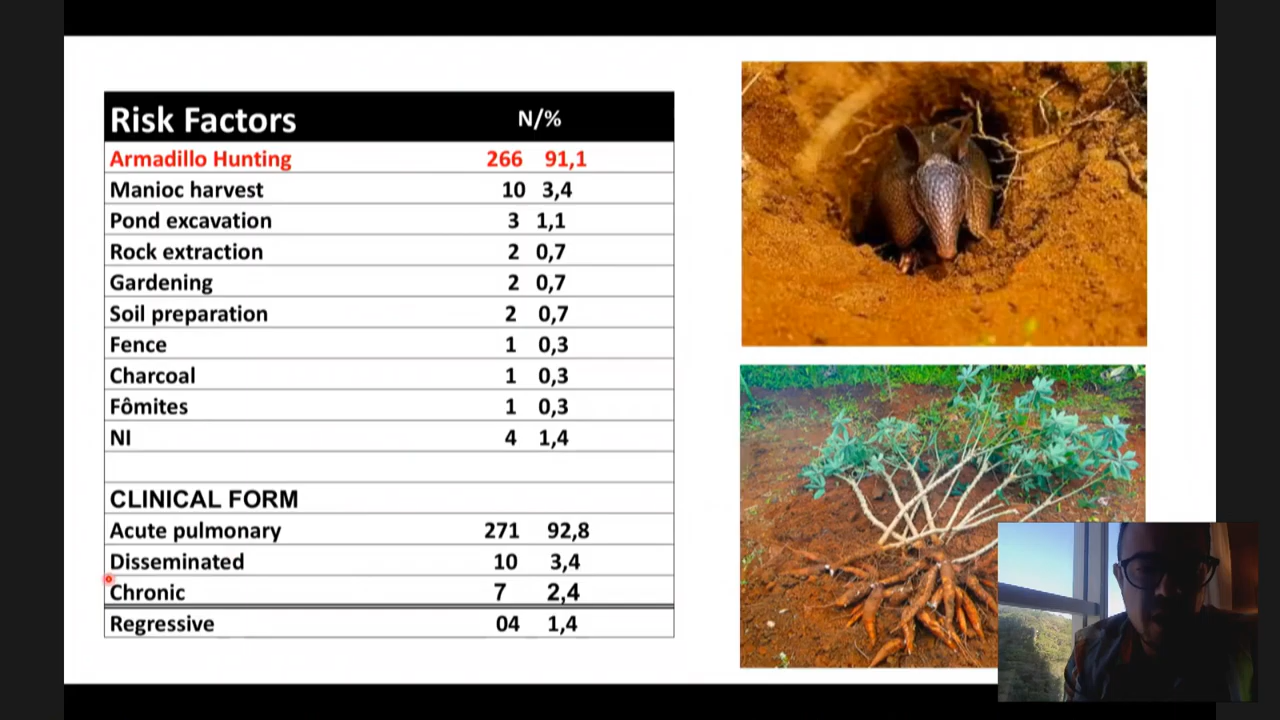 Risk Factors N/%
Armadillo Hunting 266 91,1
Manioc harvest 10 3,4
Pond excavation 3 1,1
Rock extraction 2 0,7
Gardening 2 0,7
Soil preparation 2 0,7
Fence 1 0,3
Charcoal 1 0,3
Fômites 1 0,3
NI 4 1,4
CLINICAL FORM
Acute pulmonary 271 92,8
Disseminated 10 3,4
Chronic 7 2,4
Regressive 04 1,4